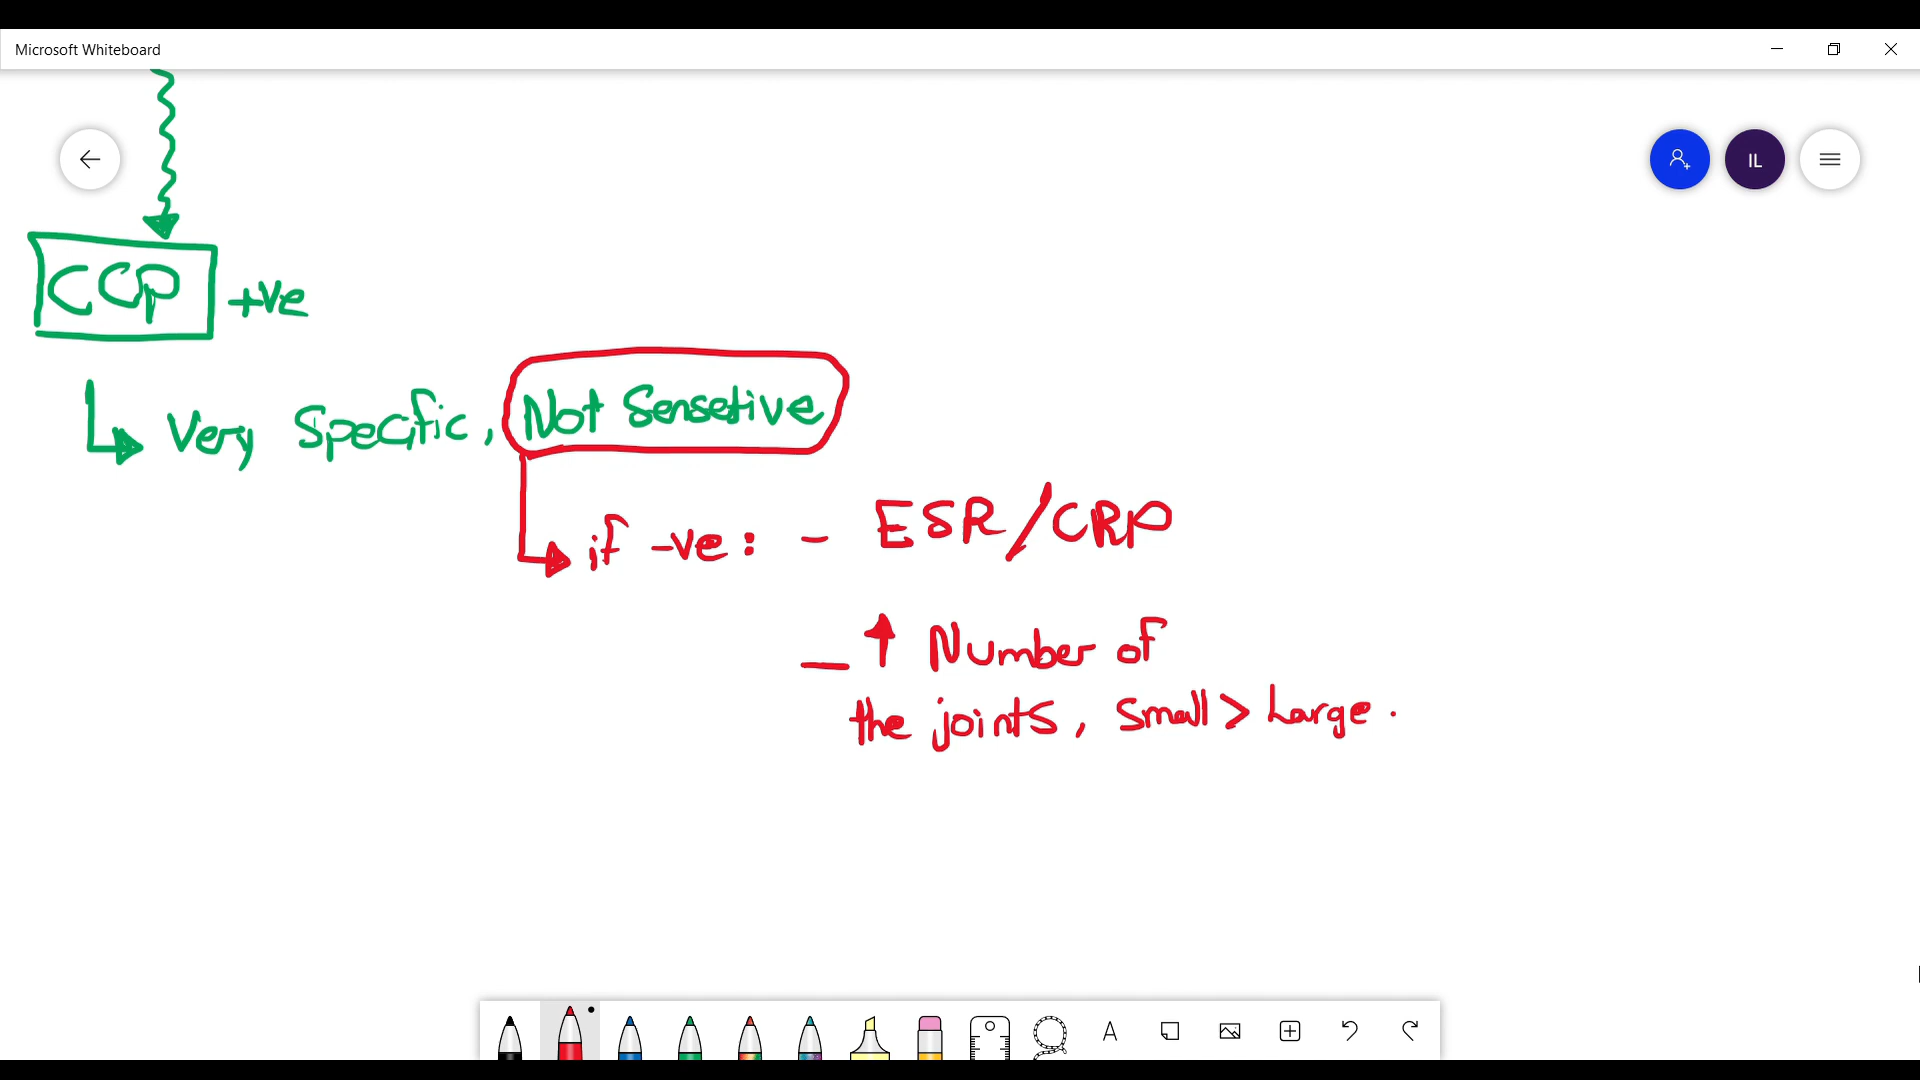 Microsoft Whiteboard
IL
CCP +ve
Very Specific, Not Sensetive
if -ve: - ESR/CRP
- ↑ Number of
the joints, Small > Large.
A